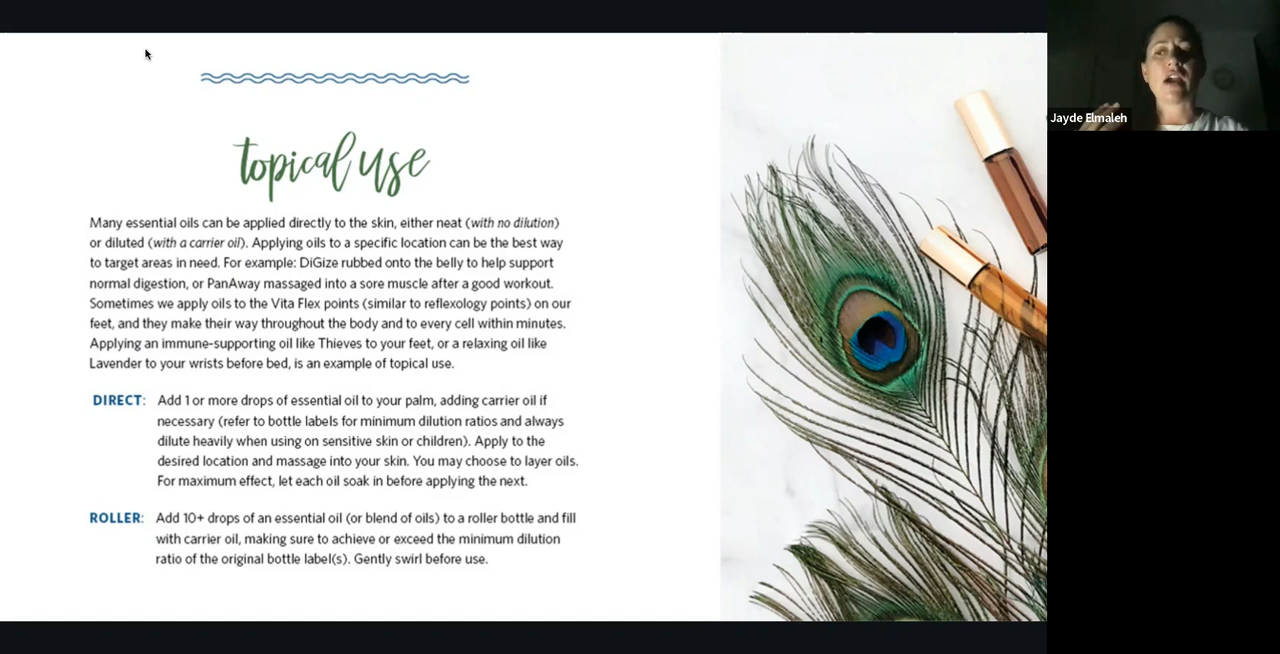 Jayde Elmaleh
topical use
Many essential oils can be applied directly to the skin, either neat (with no dilution)
or diluted (with a carrier oil). Applying oils to a specific location can be the best way
to target areas in need. For example: DiGize rubbed onto the belly to help support
normal digestion, or PanAway massaged into a sore muscle after a good workout.
Sometimes we apply oils to the Vita Flex points (similar to reflexology points) on our
feet, and they make their way throughout the body and to every cell within minutes.
Applying an immune-supporting oil like Thieves to your feet, or a relaxing oil like
Lavender to your wrists before bed, is an example of topical use.
DIRECT: Add 1 or more drops of essential oil to your palm, adding carrier oil if
necessary (refer to bottle labels for minimum dilution ratios and always
dilute heavily when using on sensitive skin or children). Apply to the
desired location and massage into your skin. You may choose to layer oils.
For maximum effect, let each oil soak in before applying the next.
ROLLER: Add 10+ drops of an essential oil (or blend of oils) to a roller bottle and fill
with carrier oil, making sure to achieve or exceed the minimum dilution
ratio of the original bottle label(s). Gently swirl before use.